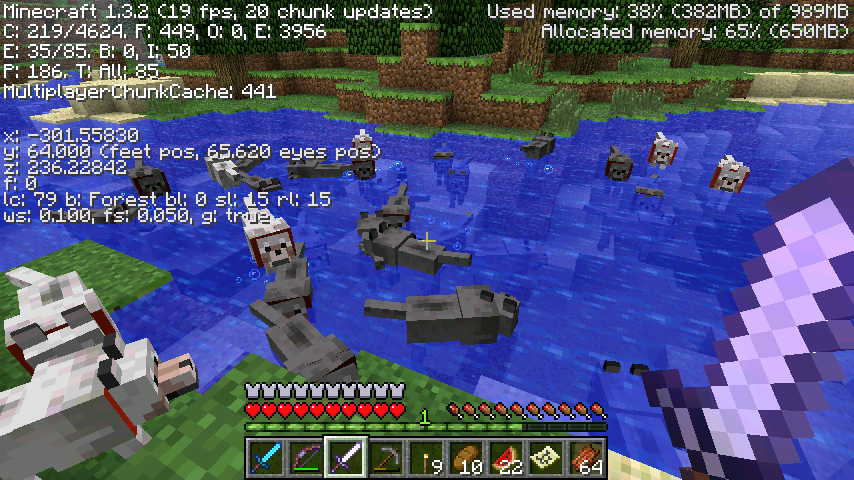 Minecraft 1.3.2 (19 fps, 20 chunk updates)
Used memory: 38% (382MB) of 989MB
C: 219/4624, F: 449, O: 0, E: 3956
Allocated memory: 65% (650MB)
E: 35/85, B: 0, I: 50
P: 186, T: All: 85
MultiplayerChunkCache: 441
x: -301.55830
y: 64.000 (feet pos, 65.620 eyes pos)
z: 236.22842
f: 0
lc: 79 b: Forest bl: 0 sl: 15 rl: 15
ws: 0.100, fs: 0.050, g: true
1
9 10 22 64